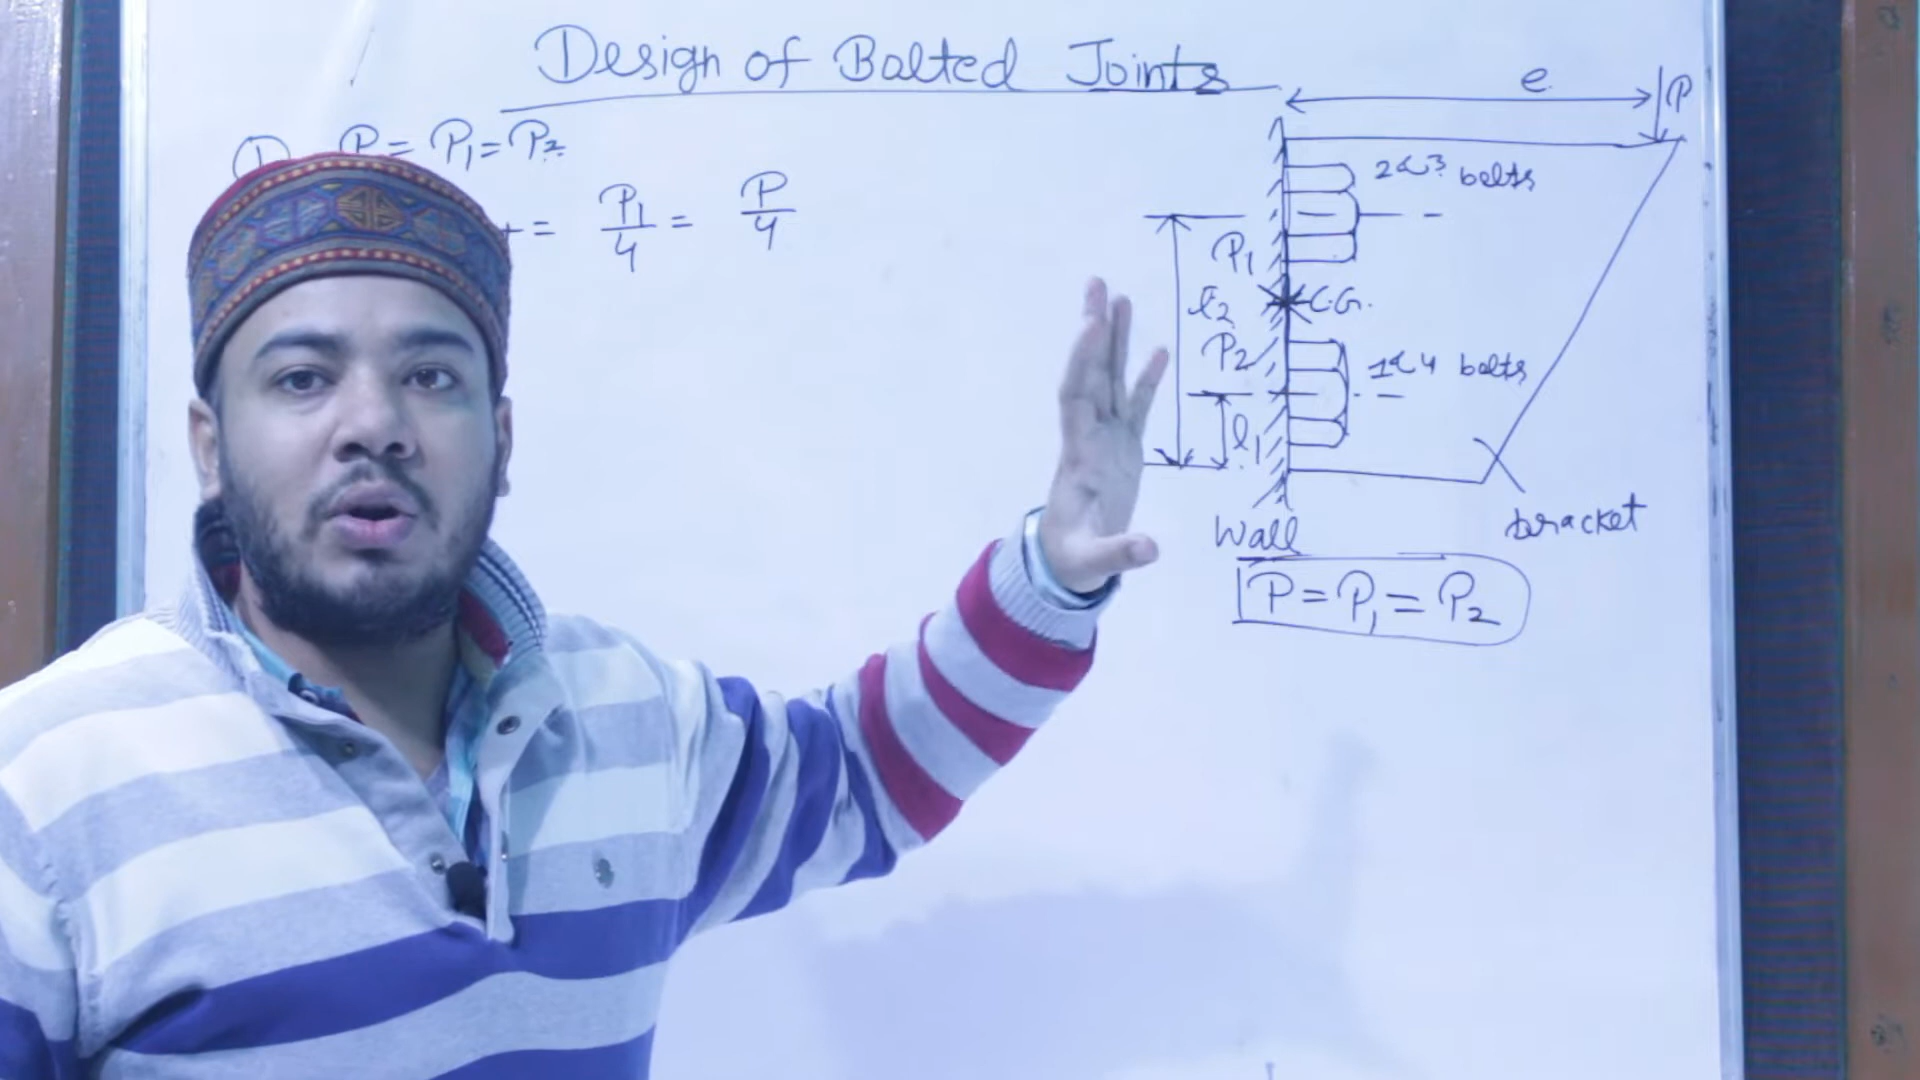 Design of Bolted Joints
① P = P₁ = P₂
= P₁/4 = P/4
e
P
2&3 bolts
P₁
C.G.
l₂
P₂
1&4 bolts
l₁
Wall
bracket
P = P₁ = P₂